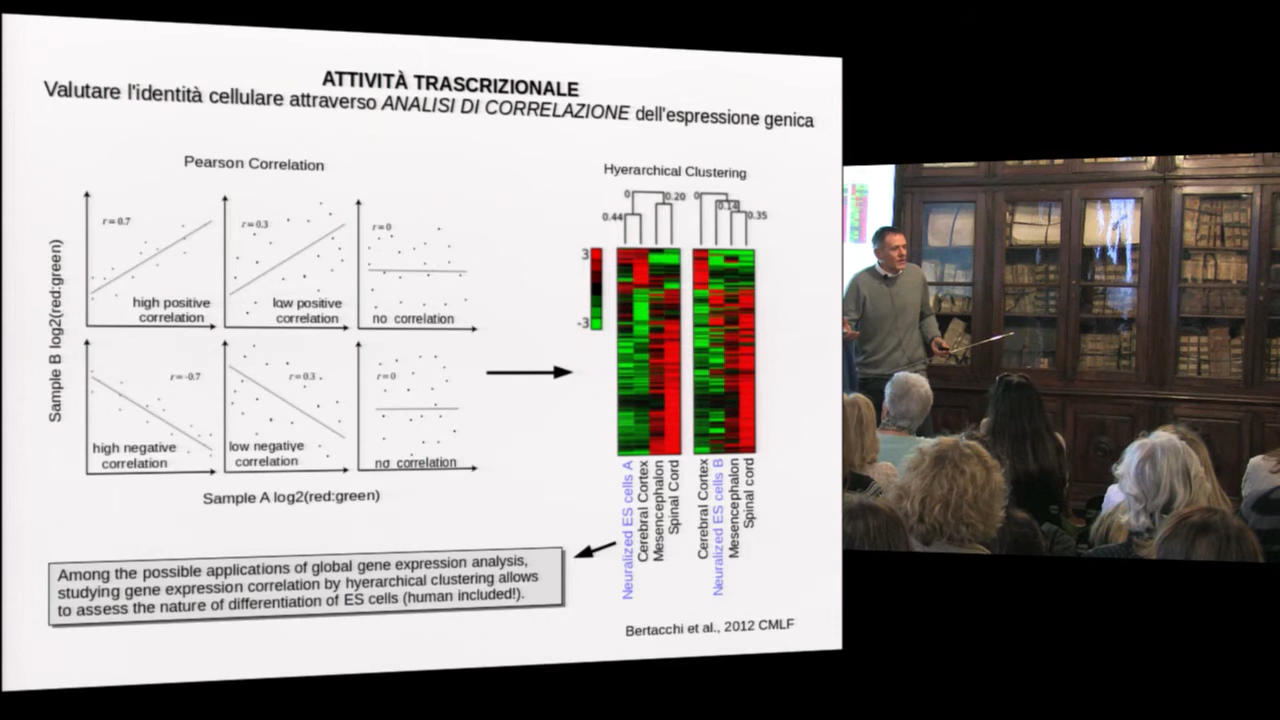 ATTIVITÀ TRASCRIZIONALE
Valutare l'identità cellulare attraverso ANALISI DI CORRELAZIONE dell'espressione genica
Pearson Correlation
r=0.7
high positive
correlation
r=0.3
low positive
correlation
r=0
no correlation
r=-0.7
high negative
correlation
r=0.3
low negative
correlation
r=0
no correlation
Sample B log2(red:green)
Sample A log2(red:green)
Hyerarchical Clustering
0
0.20
0.44
0
0.14
0.35
3
-3
Neuralized ES cells A
Cerebral Cortex
Mesencephalon
Spinal Cord
Cerebral Cortex
Neuralized ES cells B
Mesencephalon
Spinal cord
Among the possible applications of global gene expression analysis,
studying gene expression correlation by hyerarchical clustering allows
to assess the nature of differentiation of ES cells (human included!).
Bertacchi et al., 2012 CMLF